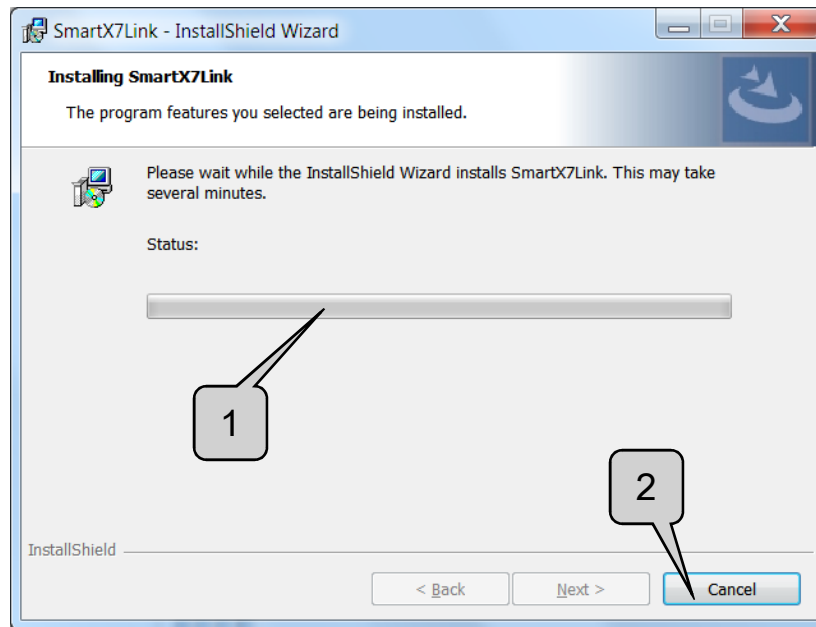 SmartX7Link - InstallShield Wizard
Installing SmartX7Link
The program features you selected are being installed.
Please wait while the InstallShield Wizard installs SmartX7Link. This may take
several minutes.
Status:
1
2
InstallShield
< Back
Next >
Cancel